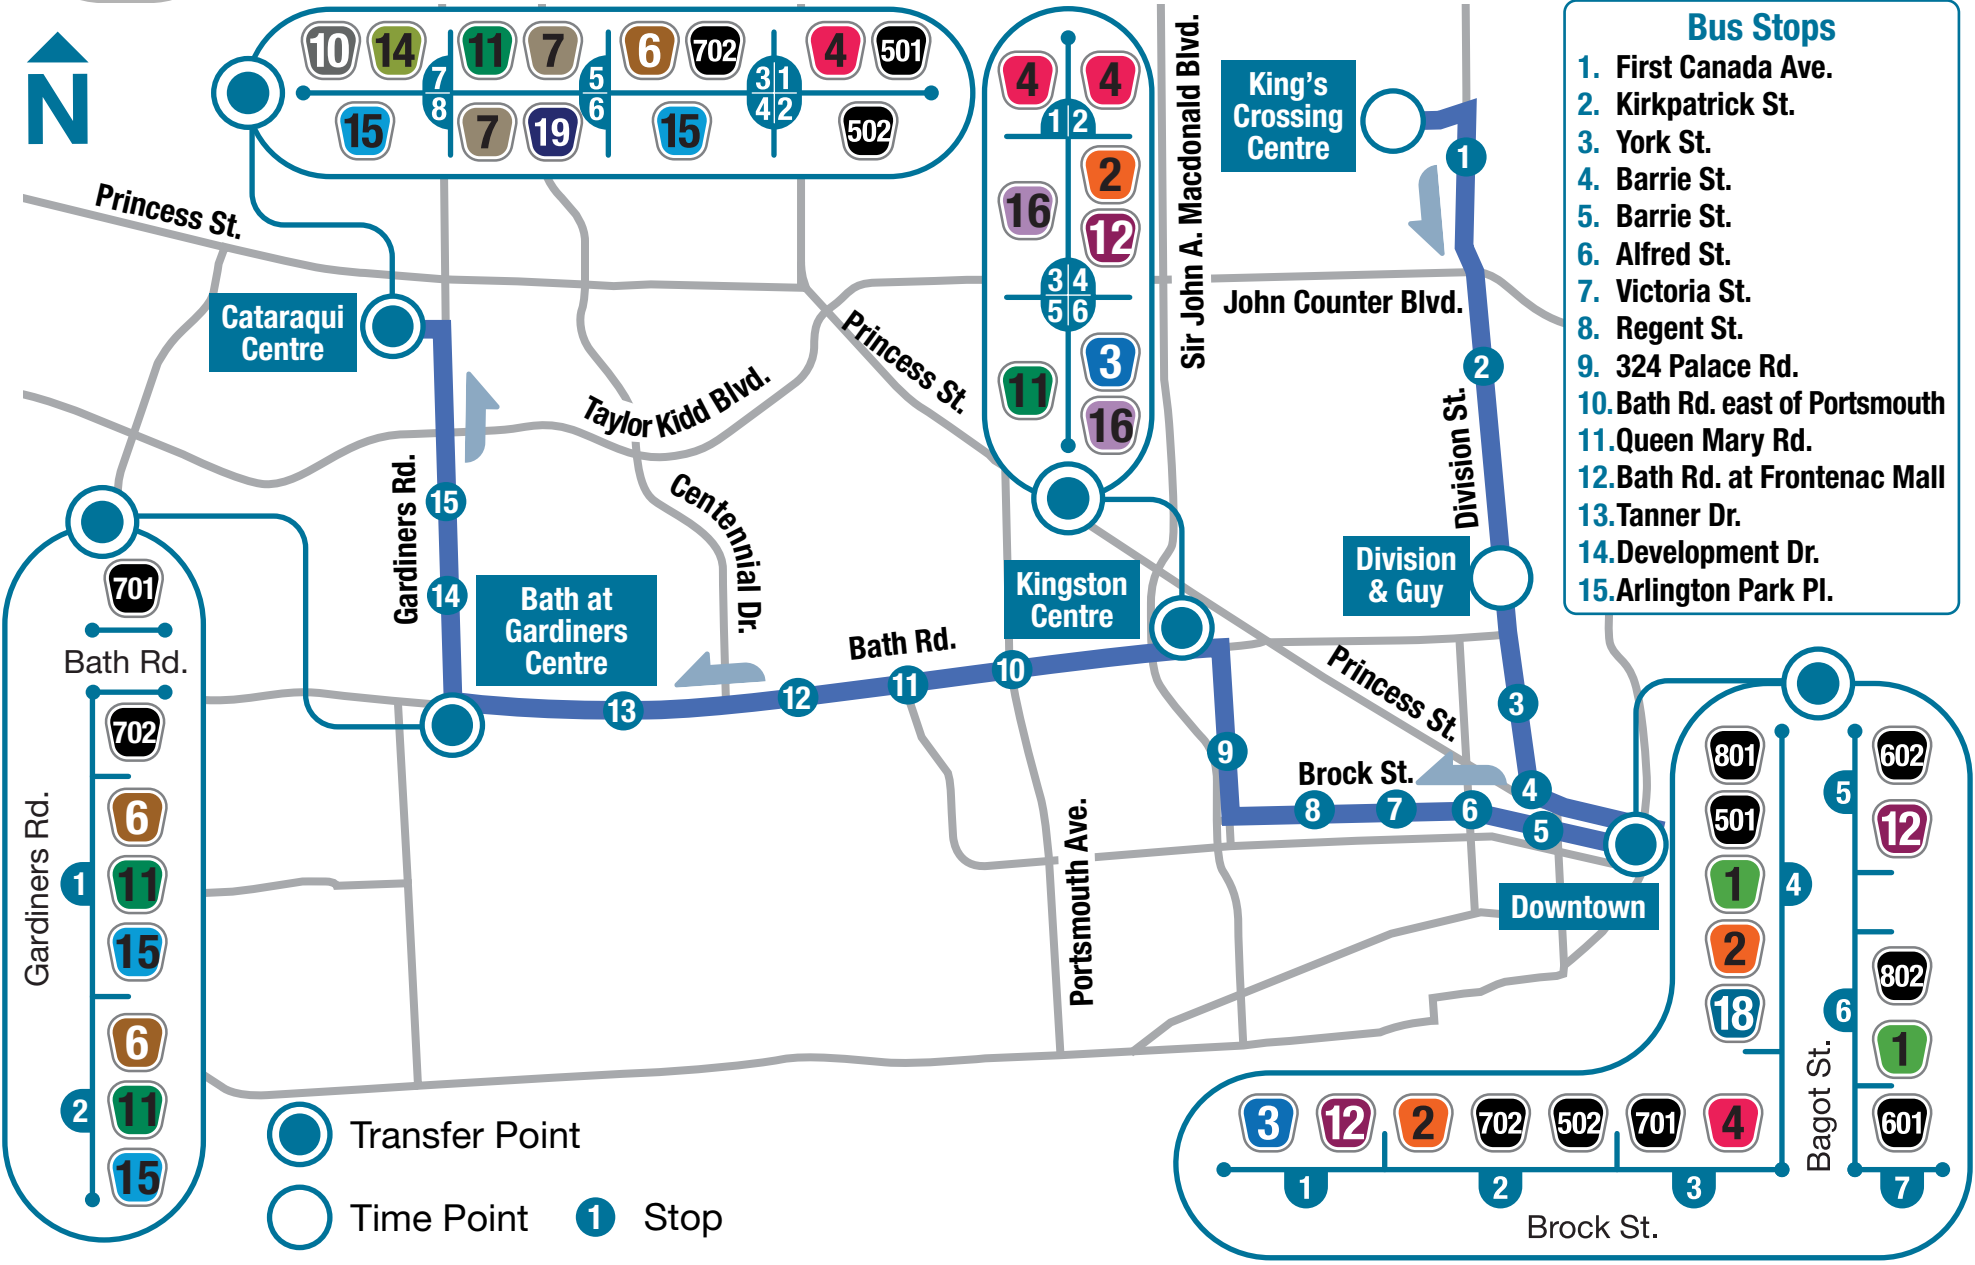 N
10
14
11
7
6
702
4
501
7
8
5
6
3
1
4
2
15
7
19
15
502
4
4
1
2
2
16
12
3
4
5
6
3
11
16
Sir John A. Macdonald Blvd.
King's
Crossing
Centre
1
Bus Stops
1. First Canada Ave.
2. Kirkpatrick St.
3. York St.
4. Barrie St.
5. Barrie St.
6. Alfred St.
7. Victoria St.
8. Regent St.
9. 324 Palace Rd.
10. Bath Rd. east of Portsmouth
11. Queen Mary Rd.
12. Bath Rd. at Frontenac Mall
13. Tanner Dr.
14. Development Dr.
15. Arlington Park Pl.
Princess St.
Cataraqui
Centre
Princess St.
John Counter Blvd.
2
Taylor Kidd Blvd.
Division St.
Gardiners Rd.
15
14
Centennial Dr.
Bath at
Gardiners
Centre
Kingston
Centre
Division
& Guy
Bath Rd.
10
11
12
13
Princess St.
3
9
Brock St.
8
7
6
4
5
Downtown
Portsmouth Ave.
701
Bath Rd.
702
6
Gardiners Rd.
1
11
15
6
2
11
15
801
602
5
501
12
1
4
2
802
18
6
1
Bagot St.
3
12
2
702
502
701
4
601
1
2
3
7
Brock St.
Transfer Point
Time Point
1
Stop